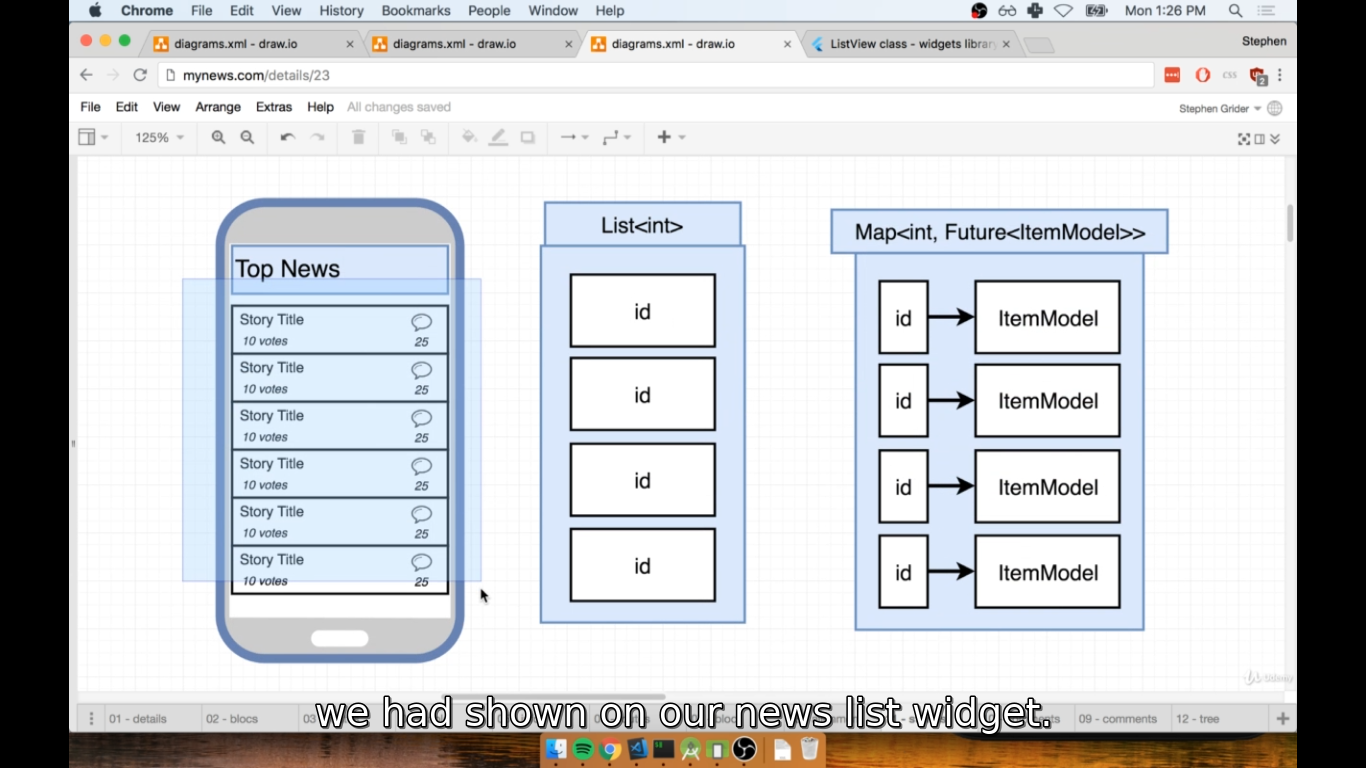 Chrome File Edit View History Bookmarks People Window Help Mon 1:26 PM
diagrams.xml - draw.io diagrams.xml - draw.io diagrams.xml - draw.io ListView class - widgets library Stephen
mynews.com/details/23 css 2
File Edit View Arrange Extras Help All changes saved Stephen Grider
125%
Top News
Story Title
10 votes 25
Story Title
10 votes 25
Story Title
10 votes 25
Story Title
10 votes 25
Story Title
10 votes 25
Story Title
10 votes 25
List<int>
id
id
id
id
Map<int, Future<ItemModel>>
id ItemModel
id ItemModel
id ItemModel
id ItemModel
Udemy
we had shown on our news list widget.
01 - details 02 - blocs 09 - comments 12 - tree